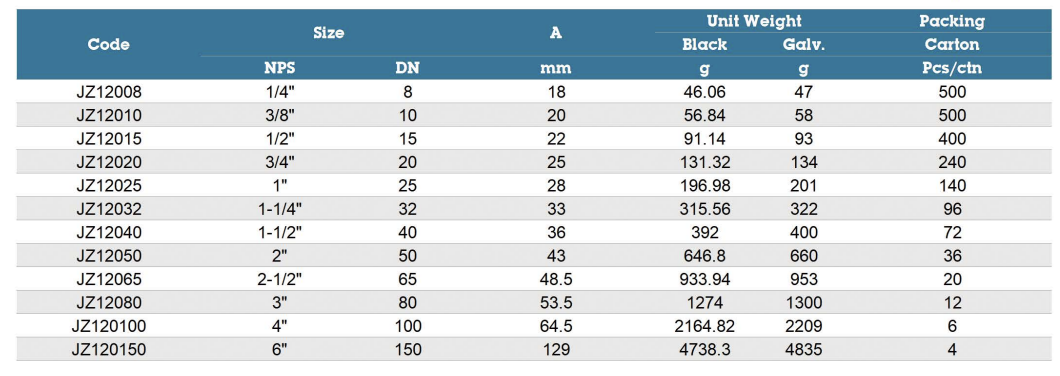 Code Size A Unit Weight Packing
Black Galv. Carton
NPS DN mm g g Pcs/ctn
JZ12008 1/4" 8 18 46.06 47 500
JZ12010 3/8" 10 20 56.84 58 500
JZ12015 1/2" 15 22 91.14 93 400
JZ12020 3/4" 20 25 131.32 134 240
JZ12025 1" 25 28 196.98 201 140
JZ12032 1-1/4" 32 33 315.56 322 96
JZ12040 1-1/2" 40 36 392 400 72
JZ12050 2" 50 43 646.8 660 36
JZ12065 2-1/2" 65 48.5 933.94 953 20
JZ12080 3" 80 53.5 1274 1300 12
JZ120100 4" 100 64.5 2164.82 2209 6
JZ120150 6" 150 129 4738.3 4835 4